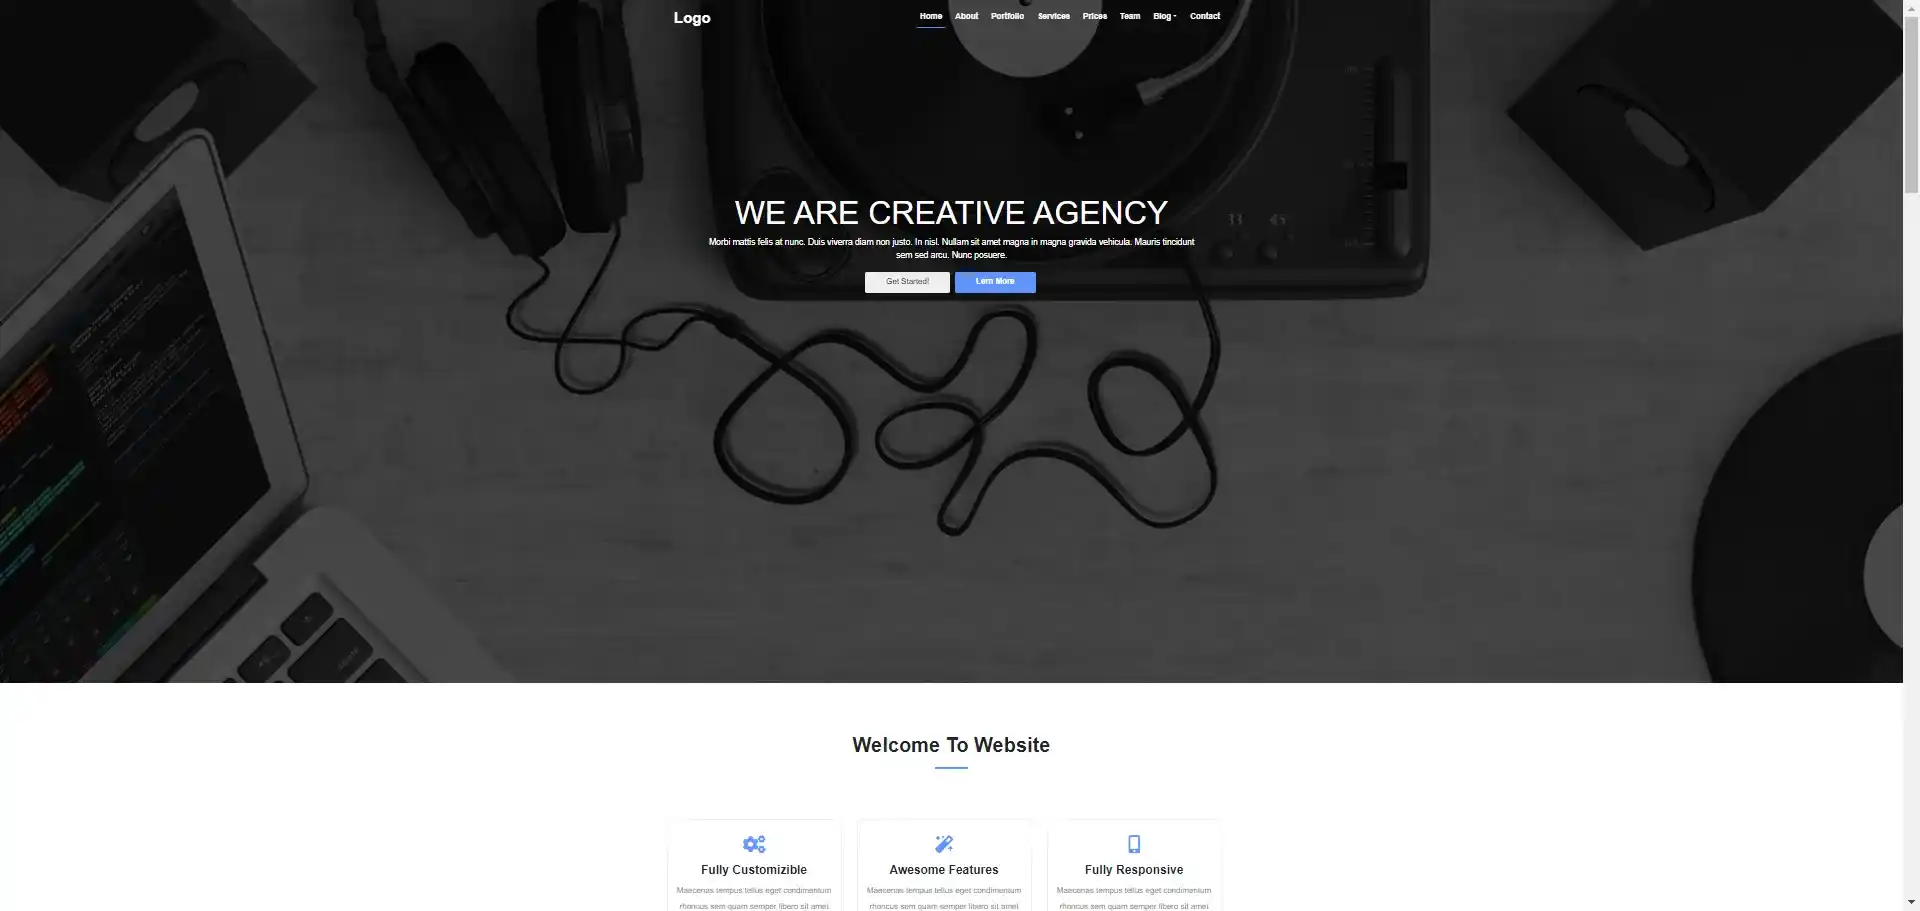 Logo
Home About Portfolio Services Prices Team Blog Contact
33 45
WE ARE CREATIVE AGENCY
Morbi mattis felis at nunc. Duis viverra diam non justo. In nisl. Nullam sit amet magna in magna gravida vehicula. Mauris tincidunt
sem sed arcu. Nunc posuere.
Get Started!
Lern More
Welcome To Website
Fully Customizible
Maecenas tempus tellus eget condimentum
rhoncus sem quam semper libero sit amet
Awesome Features
Maecenas tempus tellus eget condimentum
rhoncus sem quam semper libero sit amet
Fully Responsive
Maecenas tempus tellus eget condimentum
rhoncus sem quam semper libero sit amet